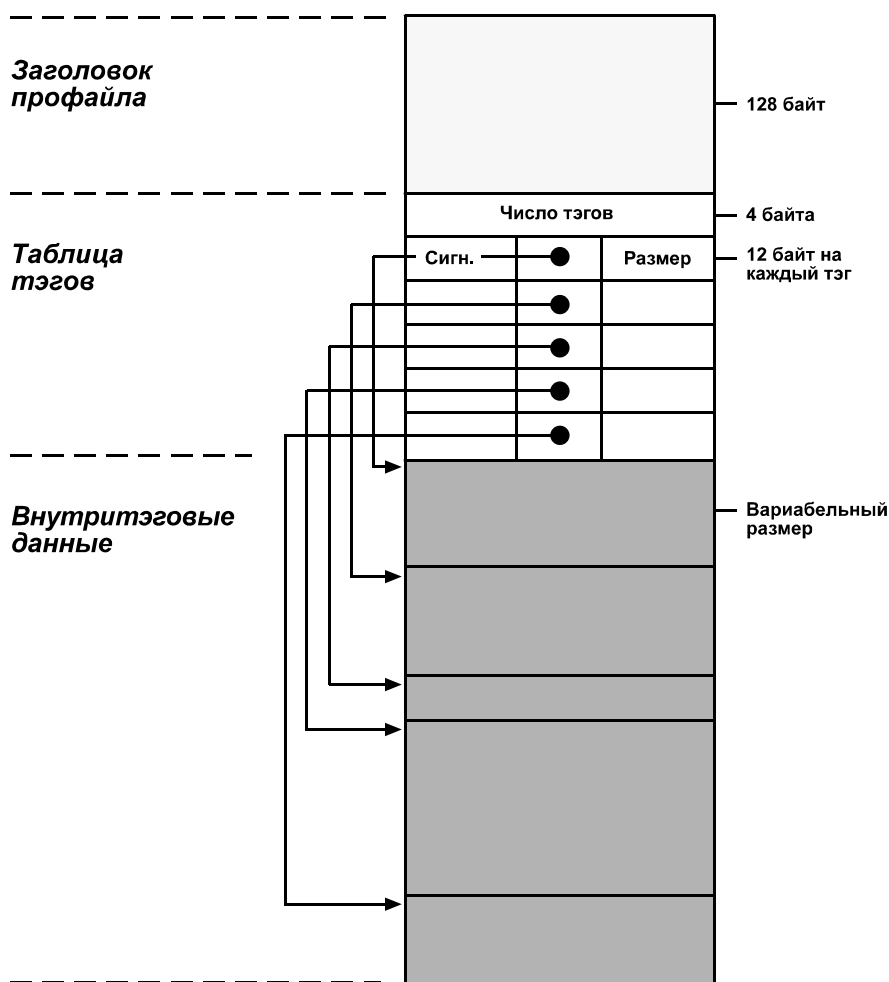 Заголовок
профайла
128 байт
Число тэгов
4 байта
Таблица
тэгов
Сигн.
Размер
12 байт на
каждый тэг
Внутритэговые
данные
Вариабельный
размер